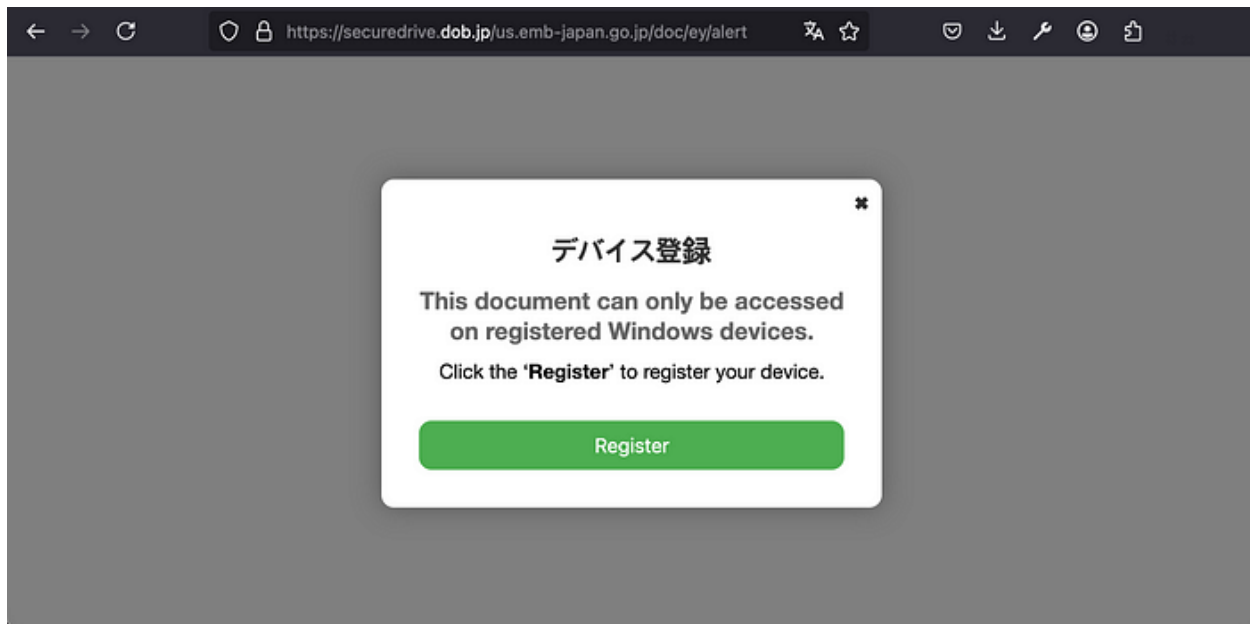 https://securedrive.dob.jp/us.emb-japan.go.jp/doc/ey/alert
デバイス登録
This document can only be accessed
on registered Windows devices.
Click the ‘Register’ to register your device.
Register